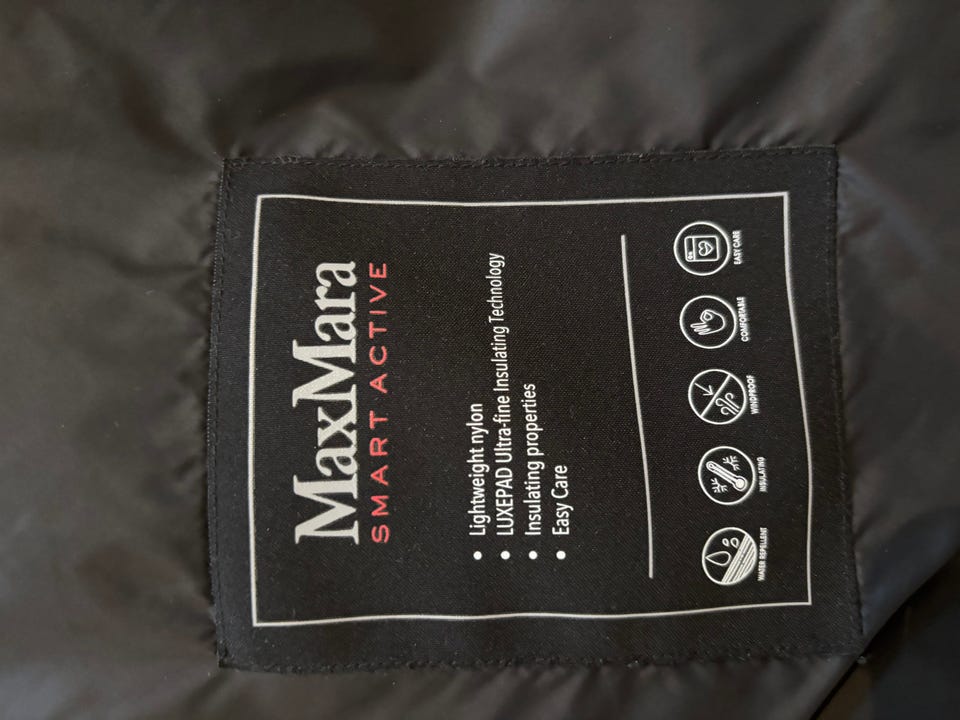 MaxMara
SMART ACTIVE
• Lightweight nylon
• LUXEPAD Ultra-fine Insulating Technology
• Insulating properties
• Easy Care
WATER REPELLENT
INSULATING
WINDPROOF
COMFORTABLE
EASY CARE